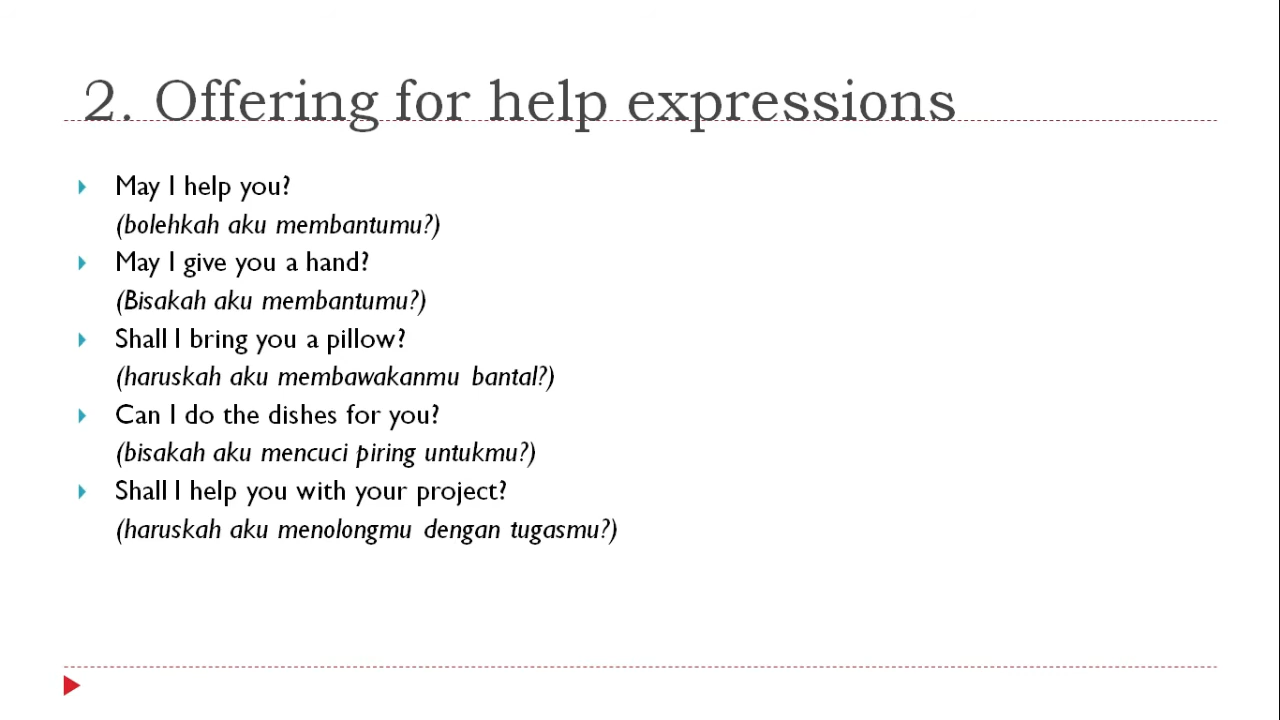 2. Offering for help expressions
May I help you?
(bolehkah aku membantumu?)
May I give you a hand?
(Bisakah aku membantumu?)
Shall I bring you a pillow?
(haruskah aku membawakanmu bantal?)
Can I do the dishes for you?
(bisakah aku mencuci piring untukmu?)
Shall I help you with your project?
(haruskah aku menolongmu dengan tugasmu?)